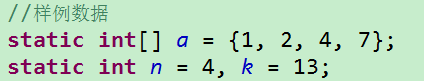 //样例数据
static int[] a = {1, 2, 4, 7};
static int n = 4, k = 13;